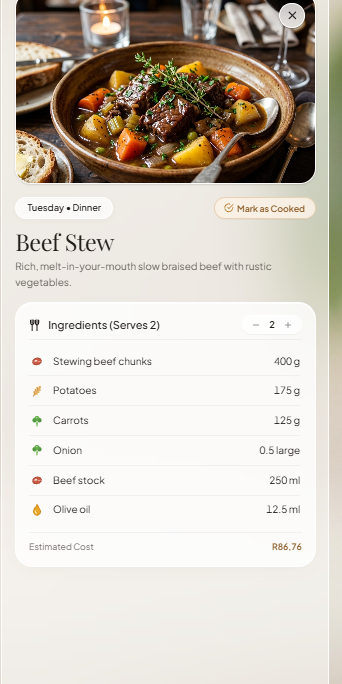 Tuesday • Dinner
Mark as Cooked
Beef Stew
Rich, melt-in-your-mouth slow braised beef with rustic
vegetables.
Ingredients (Serves 2)
− 2 +
Stewing beef chunks 400 g
Potatoes 175 g
Carrots 125 g
Onion 0.5 large
Beef stock 250 ml
Olive oil 12.5 ml
Estimated Cost R86,76